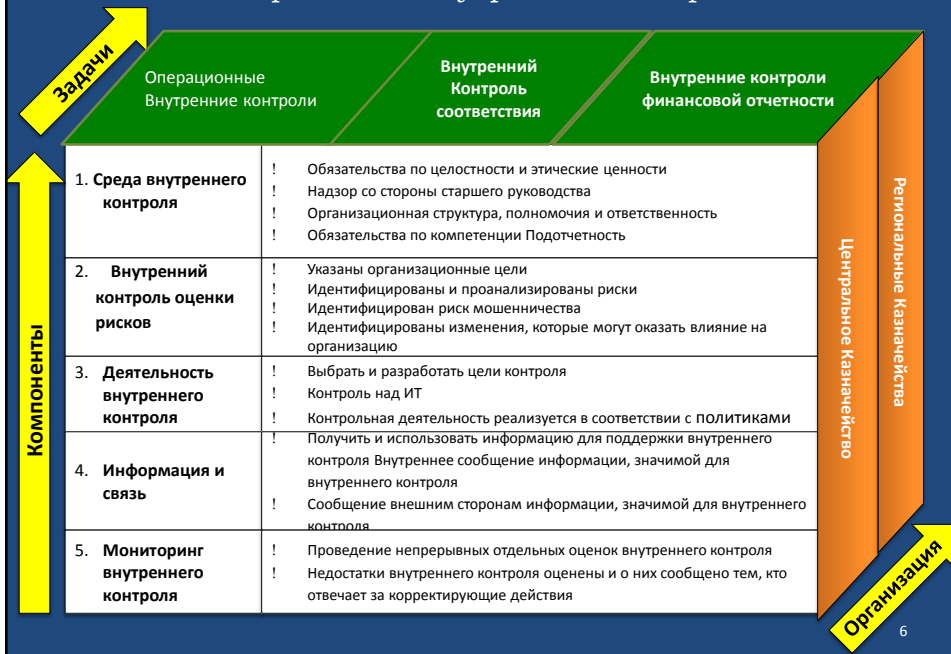 Задачи
Операционные
Внутренние контроли
Внутренний
Контроль
соответствия
Внутренние контроли
финансовой отчетности
Компоненты
1. Среда внутреннего
контроля
! Обязательства по целостности и этические ценности
! Надзор со стороны старшего руководства
! Организационная структура, полномочия и ответственность
! Обязательства по компетенции Подотчетность
2. Внутренний
контроль оценки
рисков
! Указаны организационные цели
! Идентифицированы и проанализированы риски
! Идентифицирован риск мошенничества
! Идентифицированы изменения, которые могут оказать влияние на
организацию
3. Деятельность
внутреннего
контроля
! Выбрать и разработать цели контроля
! Контроль над ИТ
! Контрольная деятельность реализуется в соответствии с политиками
4. Информация и
связь
! Получить и использовать информацию для поддержки внутреннего
контроля Внутреннее сообщение информации, значимой для
внутреннего контроля
! Сообщение внешним сторонам информации, значимой для внутреннего
контроля
5. Мониторинг
внутреннего
контроля
! Проведение непрерывных отдельных оценок внутреннего контроля
! Недостатки внутреннего контроля оценены и о них сообщено тем, кто
отвечает за корректирующие действия
Центральное Казначейство
Региональные Казначейства
Организация
6